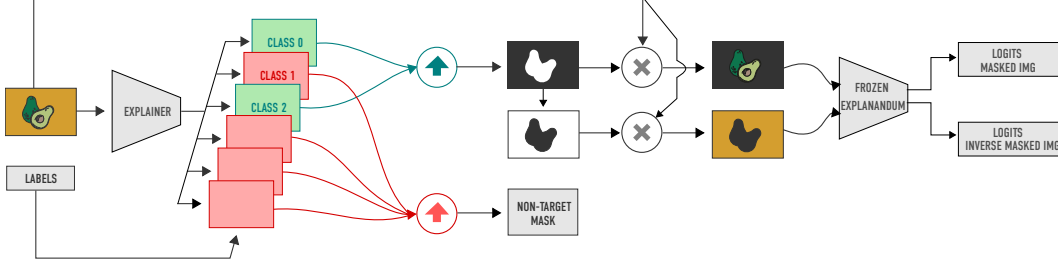 CLASS 0
CLASS 1
CLASS 2
EXPLAINER
LABELS
NON-TARGET
MASK
FROZEN
EXPLANANDUM
LOGITS
MASKED IMG
LOGITS
INVERSE MASKED IMG